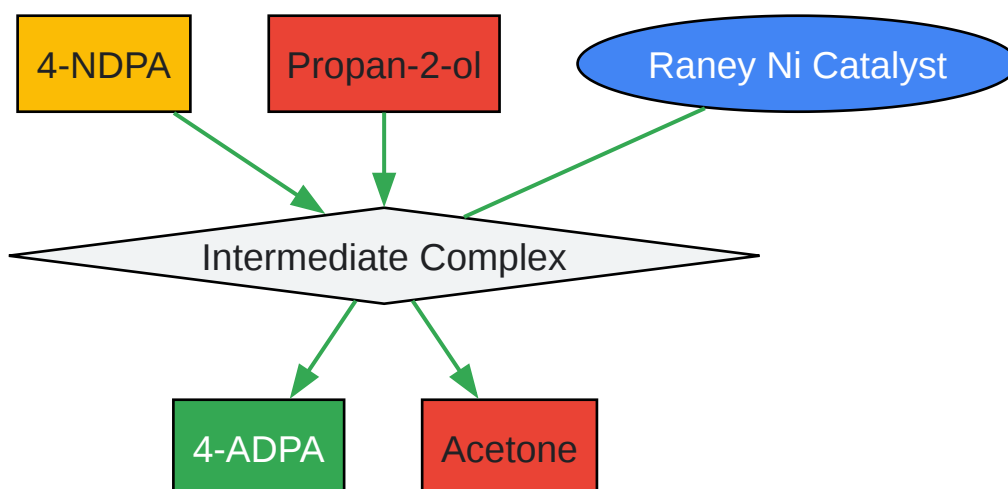 4-NDPA
Propan-2-ol
Raney Ni Catalyst
Intermediate Complex
4-ADPA
Acetone